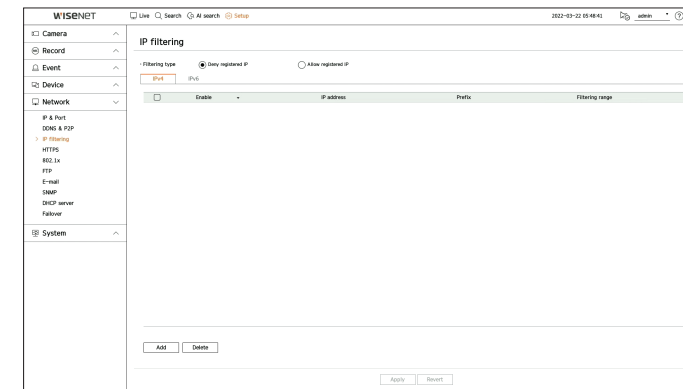 WISENET
Live Search AI search Setup 2022-03-22 05:48:41 admin
Camera
Record
Event
Device
Network
IP & Port
DDNS & P2P
IP filtering
HTTPS
802.1x
FTP
E-mail
SNMP
DHCP server
Failover
System
IP filtering
Filtering type Deny registered IP Allow registered IP
IPv4 IPv6
Enable IP address Prefix Filtering range
Add Delete
Apply Revert